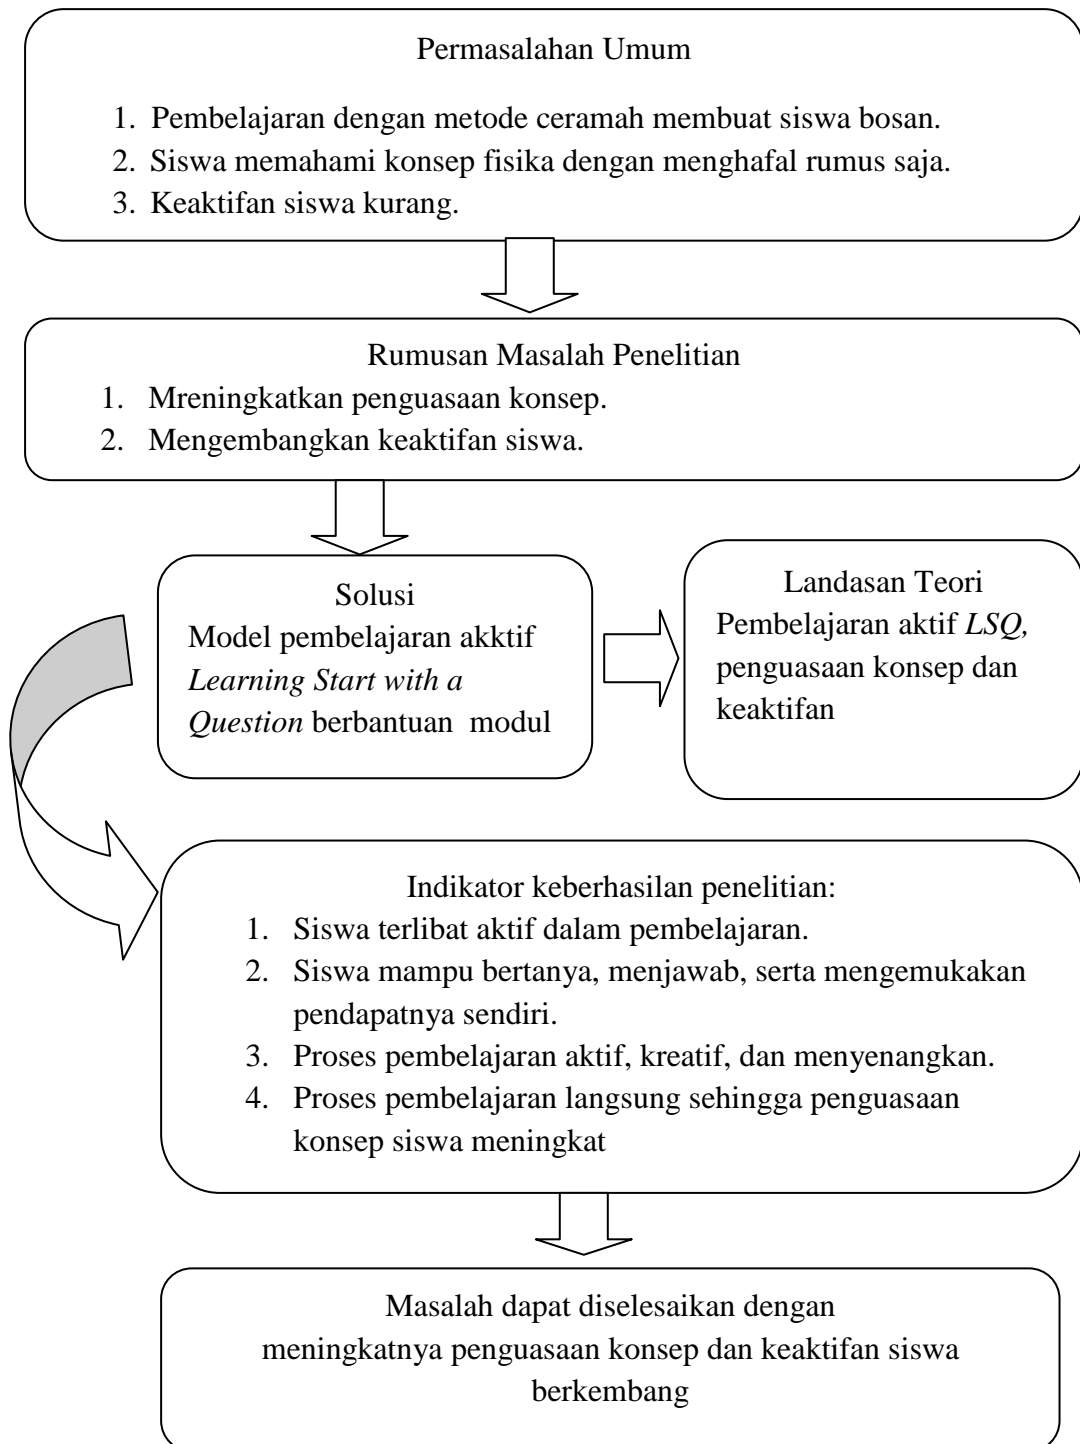 Permasalahan Umum
1. Pembelajaran dengan metode ceramah membuat siswa bosan.
2. Siswa memahami konsep fisika dengan menghafal rumus saja.
3. Keaktifan siswa kurang.
Rumusan Masalah Penelitian
1. Mreningkatkan penguasaan konsep.
2. Mengembangkan keaktifan siswa.
Solusi
Model pembelajaran akktif
Learning Start with a
Question berbantuan modul
Landasan Teori
Pembelajaran aktif LSQ,
penguasaan konsep dan
keaktifan
Indikator keberhasilan penelitian:
1. Siswa terlibat aktif dalam pembelajaran.
2. Siswa mampu bertanya, menjawab, serta mengemukakan
pendapatnya sendiri.
3. Proses pembelajaran aktif, kreatif, dan menyenangkan.
4. Proses pembelajaran langsung sehingga penguasaan
konsep siswa meningkat
Masalah dapat diselesaikan dengan
meningkatnya penguasaan konsep dan keaktifan siswa
berkembang